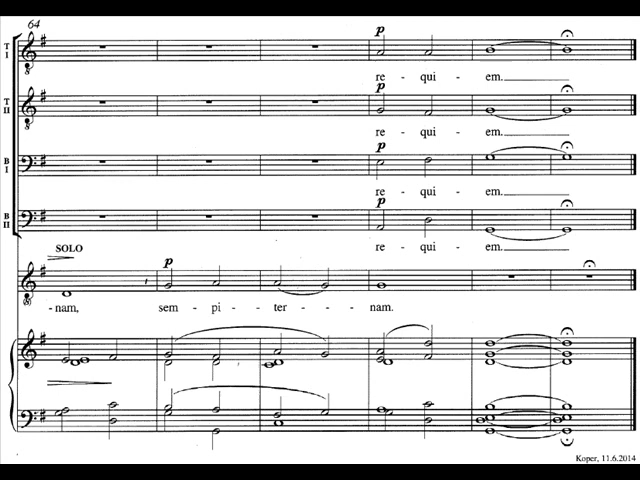 64
T I
p
re - qui - em.
T II
p
re - qui - em.
B I
p
re - qui - em.
B II
p
re - qui - em.
SOLO
p
-nam, sem - pi - ter - nam.
Koper, 11.6.2014